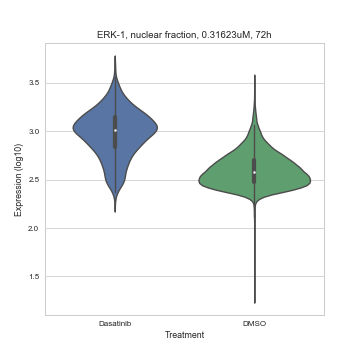 ERK-1, nuclear fraction, 0.31623uM, 72h
Expression (log10)
3.5
3.0
2.5
2.0
1.5
Dasatinib
DMSO
Treatment